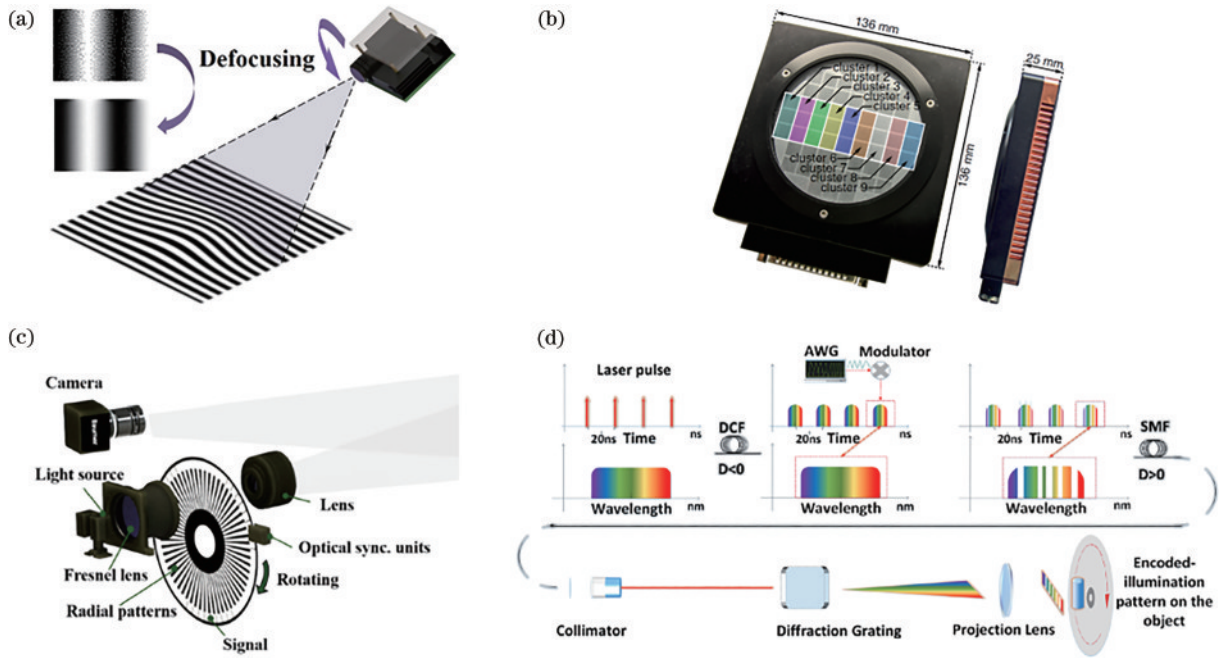 (a)
Defocusing
(b)
136 mm
25 mm
cluster 1
cluster 2
cluster 3
cluster 4
cluster 5
cluster 6
cluster 7
cluster 8
cluster 9
136 mm
(c)
Camera
Baumer
Light source
Lens
Optical sync. units
Fresnel lens
Rotating
Radial patterns
Signal
(d)
AWG
Modulator
Laser pulse
DCF
SMF
20ns
Time
ns
20ns
Time
ns
20ns
Time
ns
D<0
D>0
Wavelength
nm
Wavelength
nm
Wavelength
nm
Encoded-
illumination
pattern on the
object
Collimator
Diffraction Grating
Projection Lens